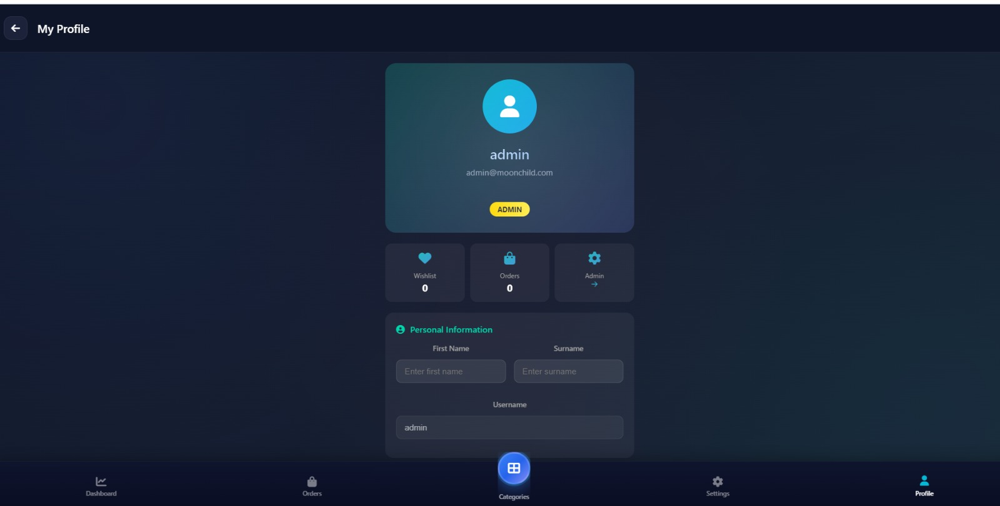 My Profile
admin
admin@moonchild.com
ADMIN
Wishlist
0
Orders
0
Admin
Personal Information
First Name
Surname
Enter first name
Enter surname
Username
admin
Dashboard
Orders
Categories
Settings
Profile